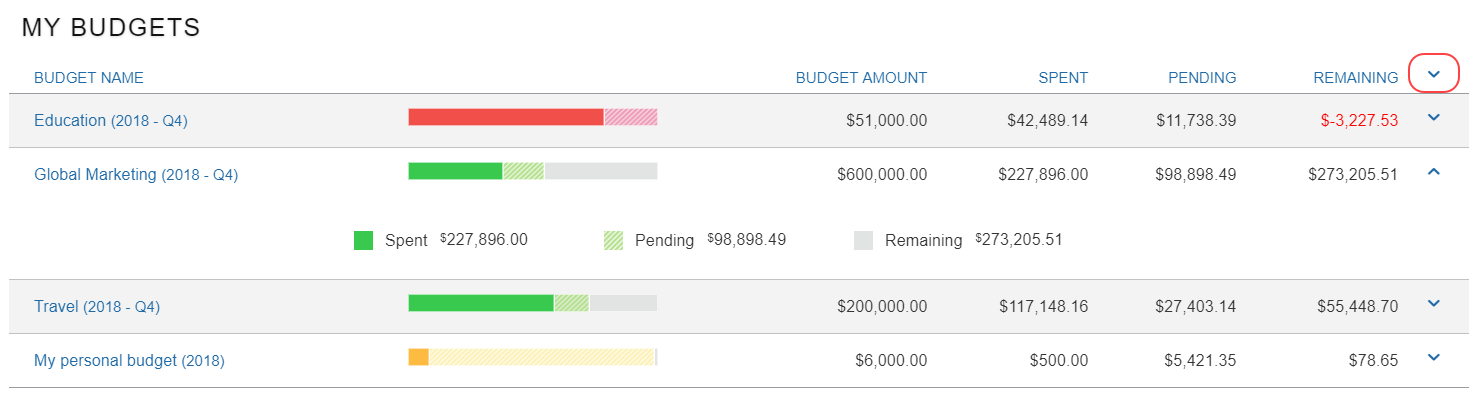 MY BUDGETS
BUDGET NAME BUDGET AMOUNT SPENT PENDING REMAINING
Education (2018 - Q4) $51,000.00 $42,489.14 $11,738.39 $-3,227.53
Global Marketing (2018 - Q4) $600,000.00 $227,896.00 $98,898.49 $273,205.51
Spent $227,896.00 Pending $98,898.49 Remaining $273,205.51
Travel (2018 - Q4) $200,000.00 $117,148.16 $27,403.14 $55,448.70
My personal budget (2018) $6,000.00 $500.00 $5,421.35 $78.65